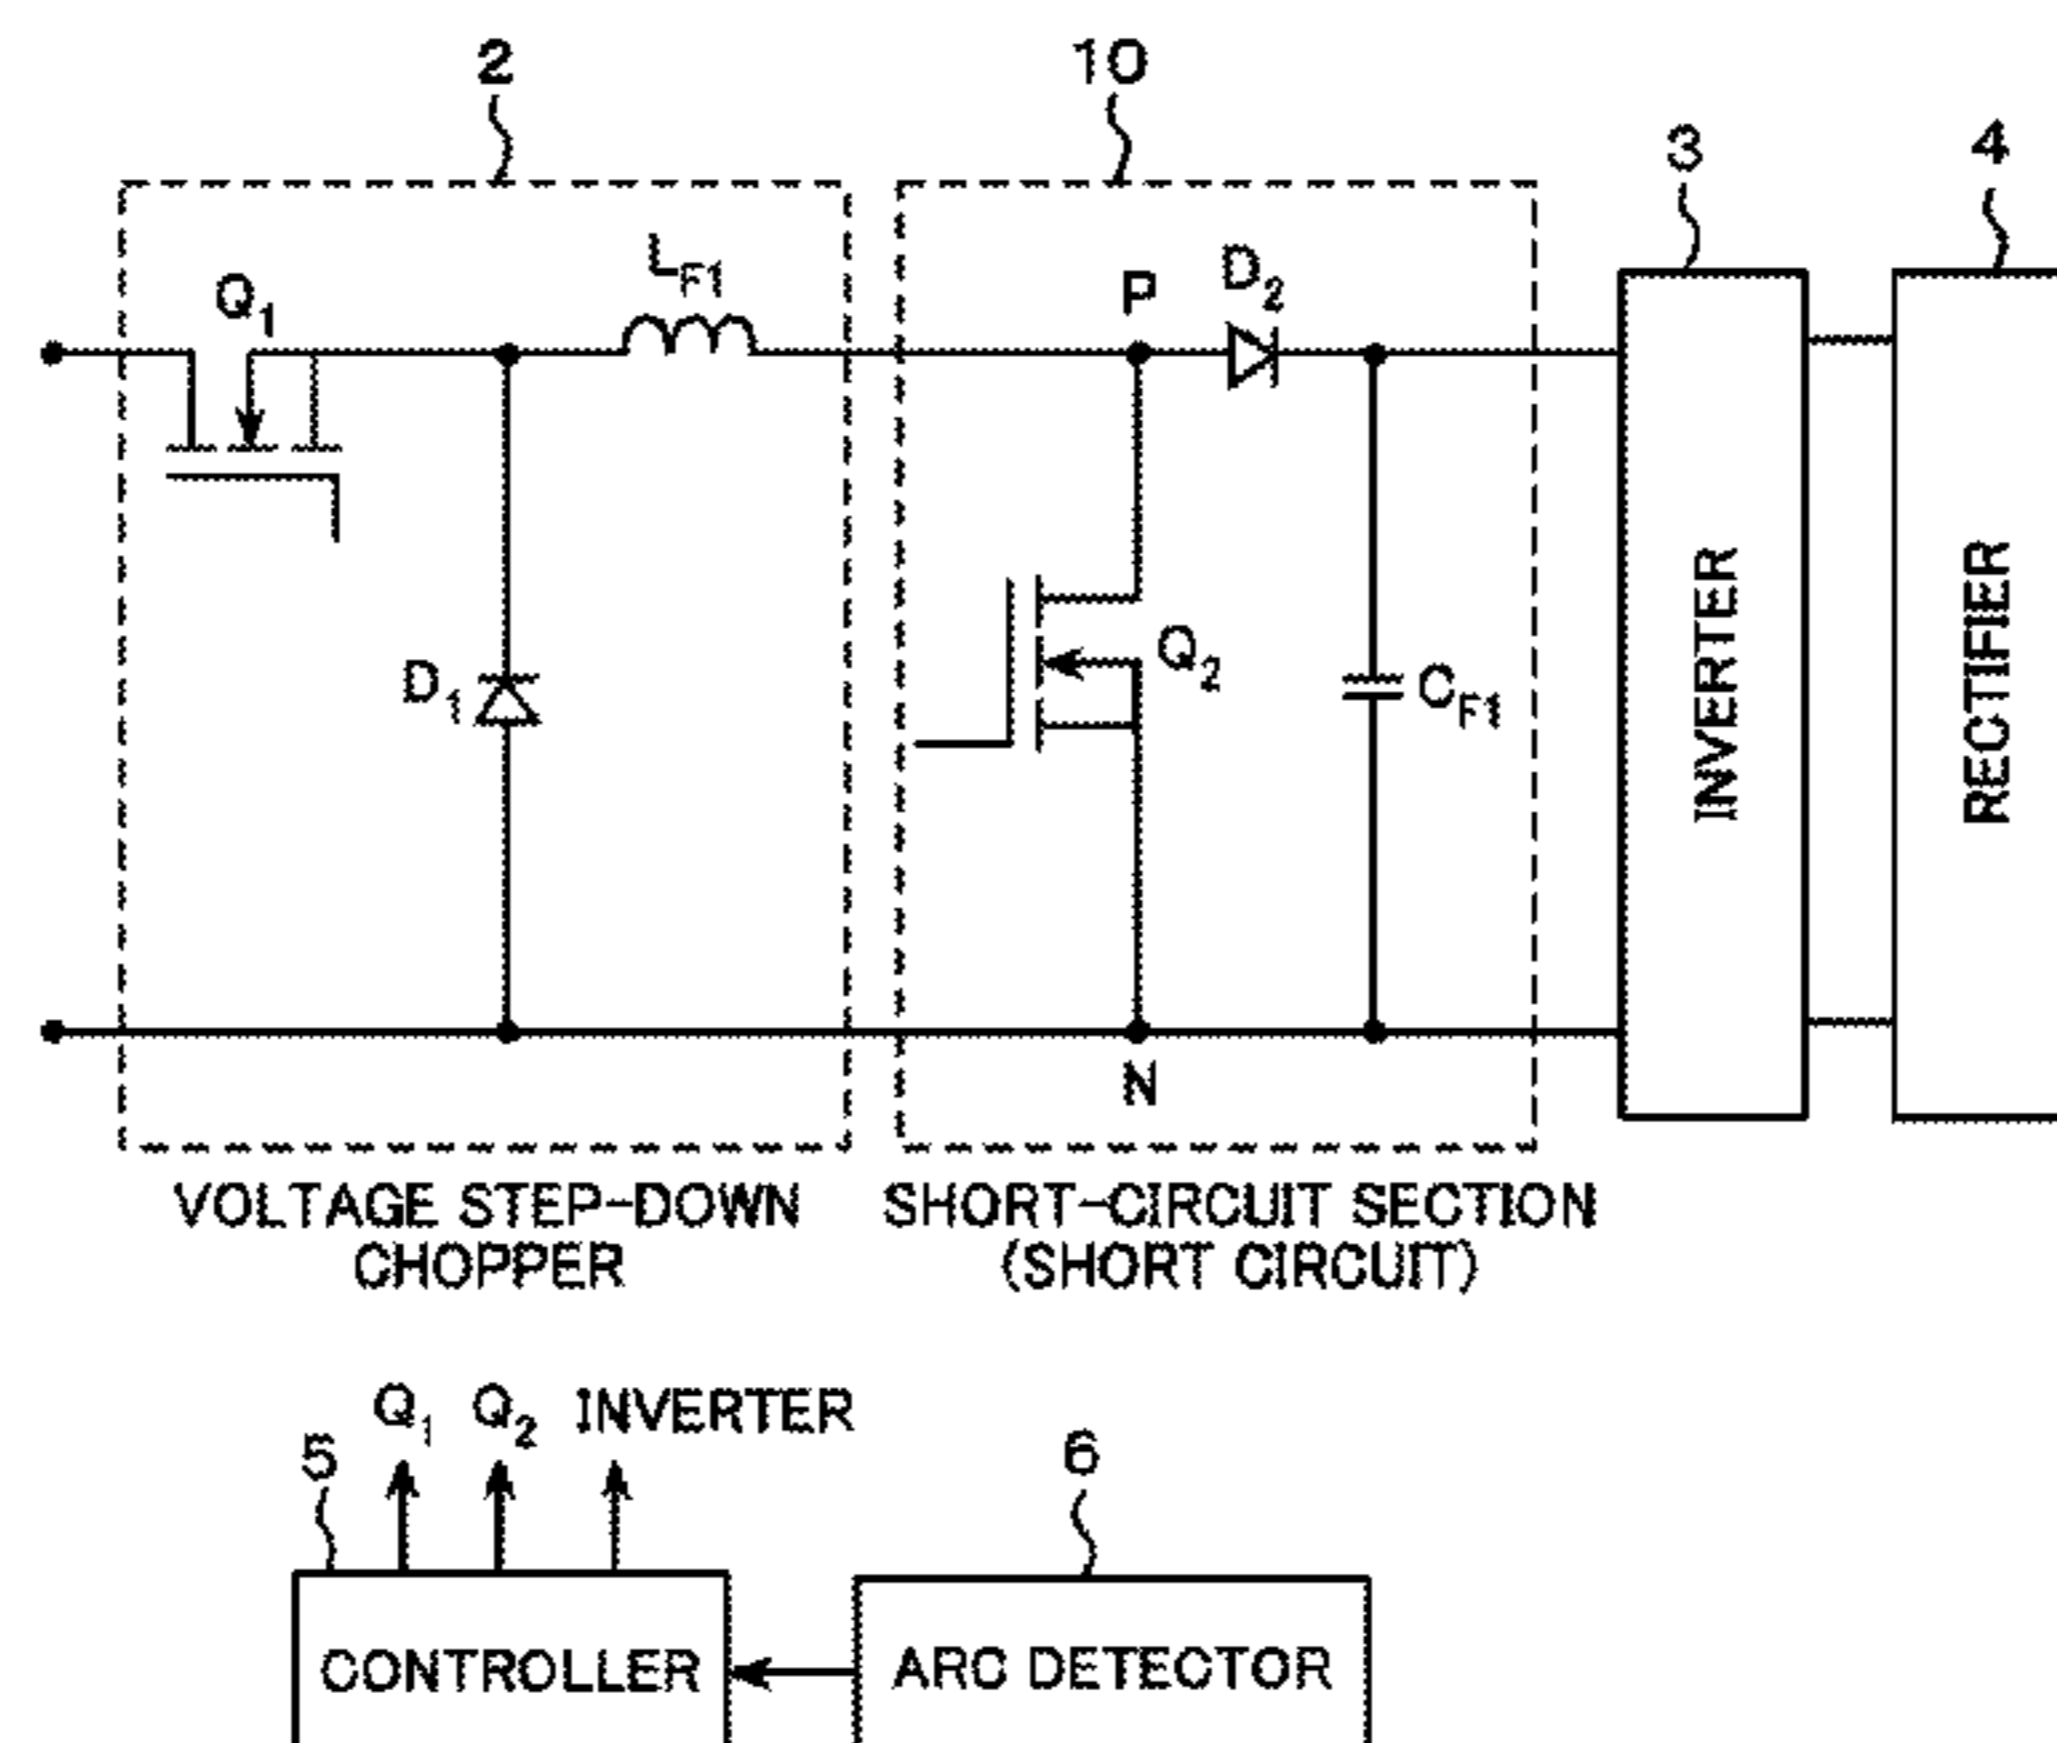 2
10
3
4
Q1
LF1
P
D2
D1
Q2
CF1
INVERTER
RECTIFIER
N
VOLTAGE STEP-DOWN
CHOPPER
SHORT-CIRCUIT SECTION
(SHORT CIRCUIT)
Q1 Q2 INVERTER
5
6
CONTROLLER
ARC DETECTOR